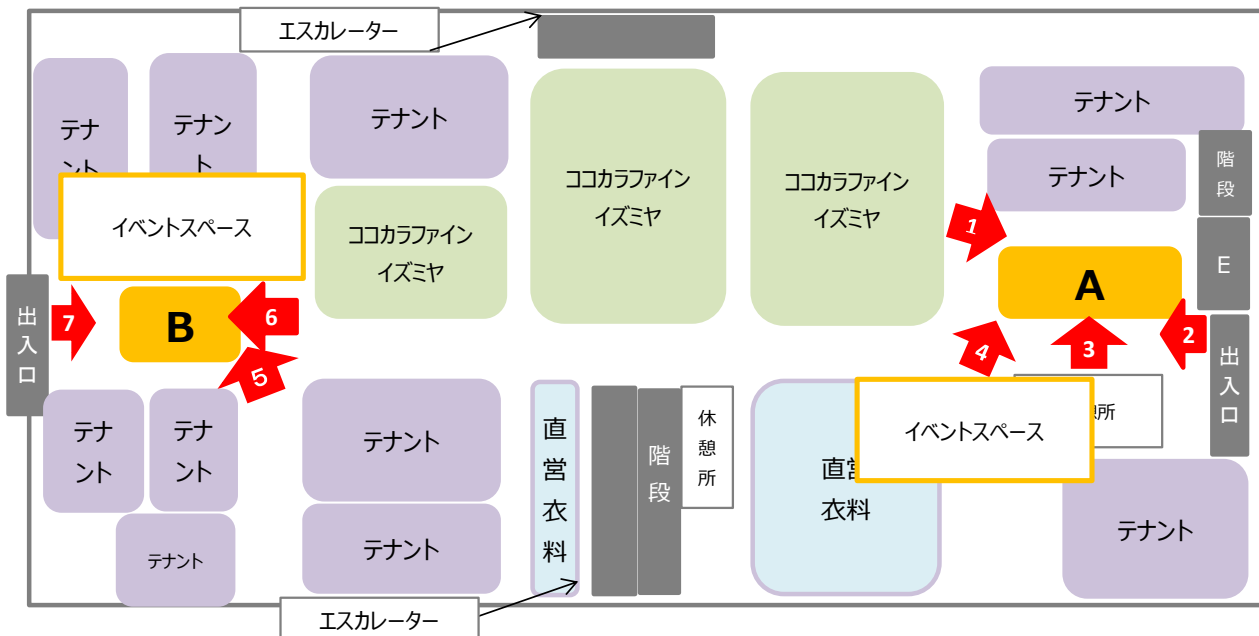 エスカレーター
テナ
ント
テナン
ト
テナント
ココカラファイン
イズミヤ
ココカラファイン
イズミヤ
テナント
テナント
階段
イベントスペース
ココカラファイン
イズミヤ
1
A
E
出入口
7
B
6
5
4
3
2
出入口
テナ
ント
テナ
ント
テナント
テナント
テナント
直営衣料
階段
休憩所
直営
衣料
イベントスペース
憩所
テナント
エスカレーター